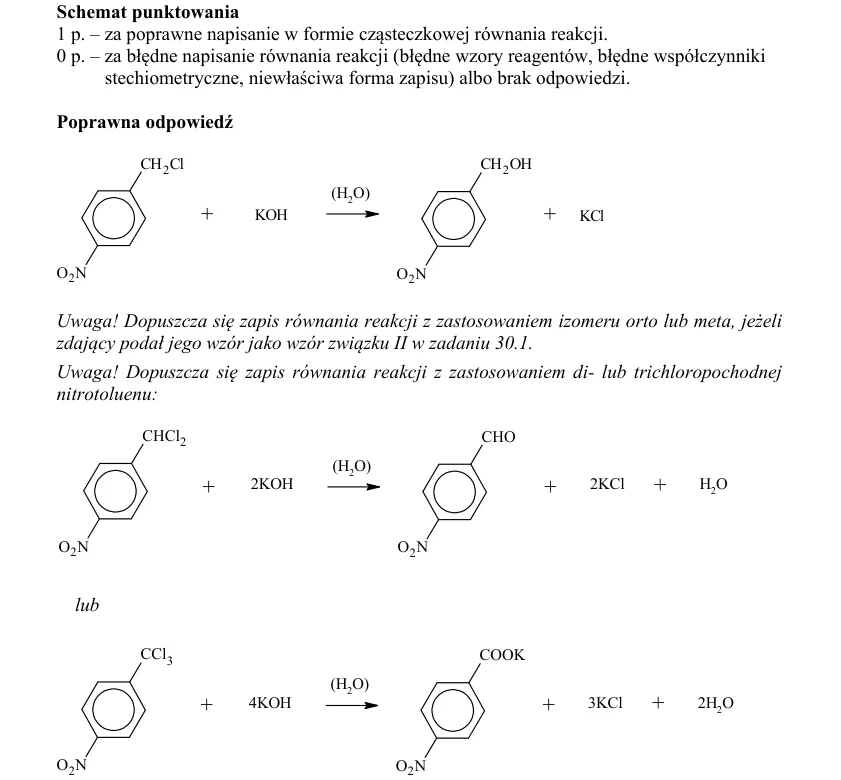 Schemat punktowania
1 p. – za poprawne napisanie w formie cząsteczkowej równania reakcji.
0 p. – za błędne napisanie równania reakcji (błędne wzory reagentów, błędne współczynniki
stechiometryczne, niewłaściwa forma zapisu) albo brak odpowiedzi.
Poprawna odpowiedź
CH2Cl CH2OH
(H2O)
+ KOH + KCl
O2N O2N
Uwaga! Dopuszcza się zapis równania reakcji z zastosowaniem izomeru orto lub meta, jeżeli
zdający podał jego wzór jako wzór związku II w zadaniu 30.1.
Uwaga! Dopuszcza się zapis równania reakcji z zastosowaniem di- lub trichloropochodnej
nitrotoluenu:
CHCl2 CHO
(H2O)
+ 2KOH + 2KCl + H2O
O2N O2N
lub
CCl3 COOK
(H2O)
+ 4KOH + 3KCl + 2H2O
O2N O2N